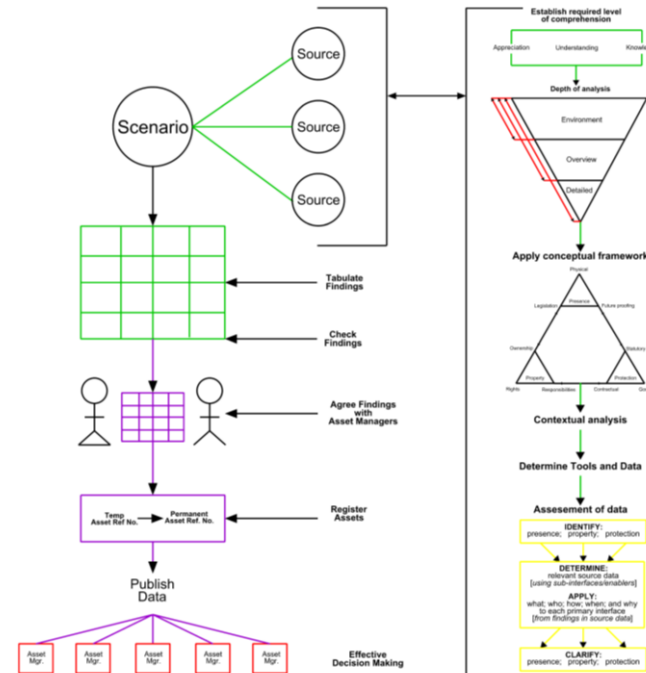 Source
Scenario
Source
Source
Tabulate
Findings
Check
Findings
Agree Findings
with
Asset Managers
Temp
Asset Ref No.
Permanent
Asset Ref. No.
Register
Assets
Publish
Data
Asset
Mgr.
Asset
Mgr.
Asset
Mgr.
Asset
Mgr.
Asset
Mgr.
Effective
Decision Making
Establish required level
of comprehension
Appreciation
Understanding
Depth of analysis
Environment
Overview
Detailed
Apply conceptual framework
Physical
Presence
Legislation
Future proofing
Ownership
Statutory
Property
Protection
Rights
Responsibilities
Contractual
Contextual analysis
Determine Tools and Data
Assesement of data
IDENTIFY:
presence; property; protection
DETERMINE:
relevant source data
[using sub-interfaces/enablers]
APPLY:
what; who; how; when; and why
to each primary interface
[from findings in source data]
CLARIFY:
presence; property; protection